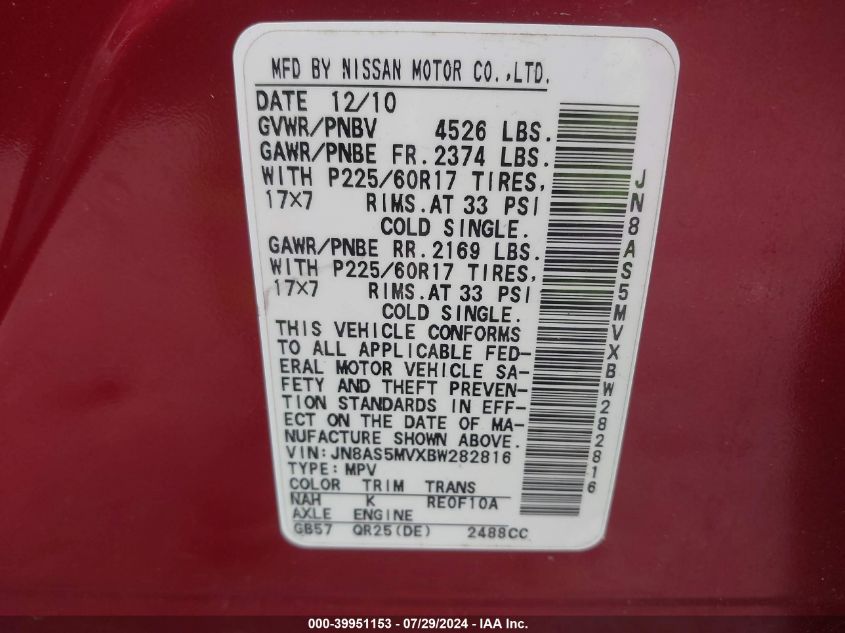 MFD BY NISSAN MOTOR CO.,LTD.
DATE 12/10
GVWR/PNBV 4526 LBS.
GAWR/PNBE FR. 2374 LBS.
WITH P225/60R17 TIRES,
17X7 RIMS. AT 33 PSI
COLD SINGLE.
GAWR/PNBE RR. 2169 LBS.
WITH P225/60R17 TIRES,
17X7 RIMS. AT 33 PSI
COLD SINGLE.
THIS VEHICLE CONFORMS
TO ALL APPLICABLE FED-
ERAL MOTOR VEHICLE SA-
FETY AND THEFT PREVEN-
TION STANDARDS IN EFF-
ECT ON THE DATE OF MA-
NUFACTURE SHOWN ABOVE.
VIN:JN8AS5MVXBW282816
TYPE:MPV
COLOR TRIM TRANS
NAH K RE0F10A
AXLE ENGINE
GB57 QR25(DE) 2488CC
JN8AS5MVXBW282816
000-39951153 - 07/29/2024 - IAA Inc.